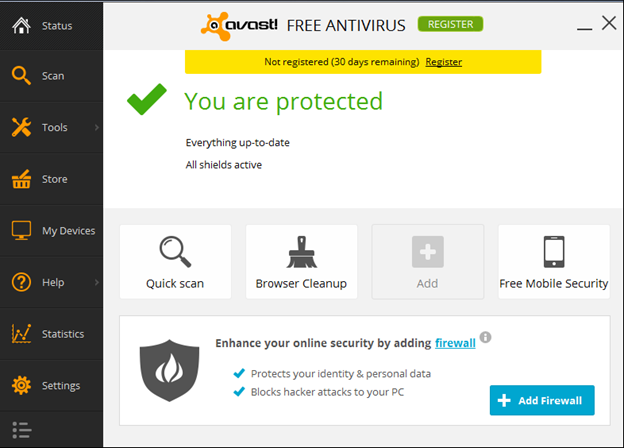 Status
Scan
Tools
Store
My Devices
Help
Statistics
Settings
avast! FREE ANTIVIRUS REGISTER
Not registered (30 days remaining) Register
You are protected
Everything up-to-date
All shields active
Quick scan
Browser Cleanup
Add
Free Mobile Security
Enhance your online security by adding firewall
Protects your identity & personal data
Blocks hacker attacks to your PC
Add Firewall